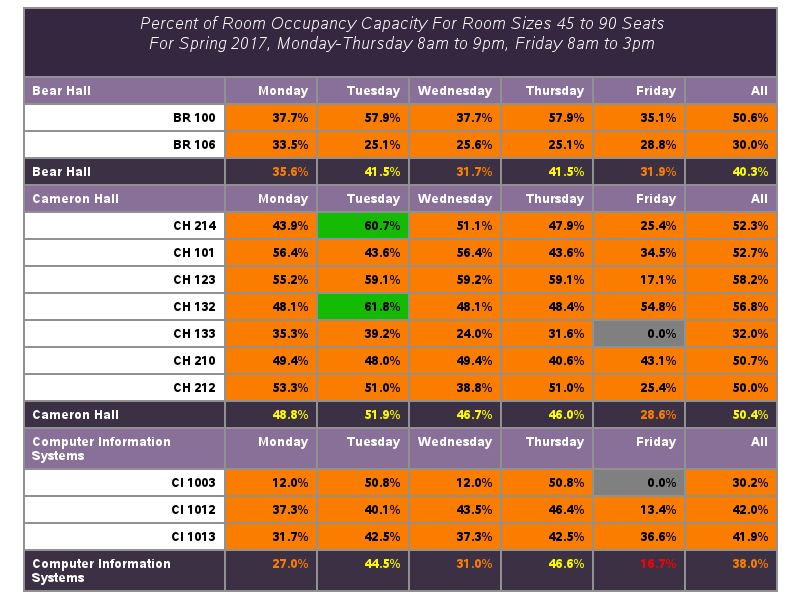 Percent of Room Occupancy Capacity For Room Sizes 45 to 90 Seats
For Spring 2017, Monday-Thursday 8am to 9pm, Friday 8am to 3pm
Bear Hall Monday Tuesday Wednesday Thursday Friday All
BR 100 37.7% 57.9% 37.7% 57.9% 35.1% 50.6%
BR 106 33.5% 25.1% 25.6% 25.1% 28.8% 30.0%
Bear Hall 35.6% 41.5% 31.7% 41.5% 31.9% 40.3%
Cameron Hall Monday Tuesday Wednesday Thursday Friday All
CH 214 43.9% 60.7% 51.1% 47.9% 25.4% 52.3%
CH 101 56.4% 43.6% 56.4% 43.6% 34.5% 52.7%
CH 123 55.2% 59.1% 59.2% 59.1% 17.1% 58.2%
CH 132 48.1% 61.8% 48.1% 48.4% 54.8% 56.8%
CH 133 35.3% 39.2% 24.0% 31.6% 0.0% 32.0%
CH 210 49.4% 48.0% 49.4% 40.6% 43.1% 50.7%
CH 212 53.3% 51.0% 38.8% 51.0% 25.4% 50.0%
Cameron Hall 48.8% 51.9% 46.7% 46.0% 28.6% 50.4%
Computer Information Monday Tuesday Wednesday Thursday Friday All
Systems
CI 1003 12.0% 50.8% 12.0% 50.8% 0.0% 30.2%
CI 1012 37.3% 40.1% 43.5% 46.4% 13.4% 42.0%
CI 1013 31.7% 42.5% 37.3% 42.5% 36.6% 41.9%
Computer Information 27.0% 44.5% 31.0% 46.6% 16.7% 38.0%
Systems